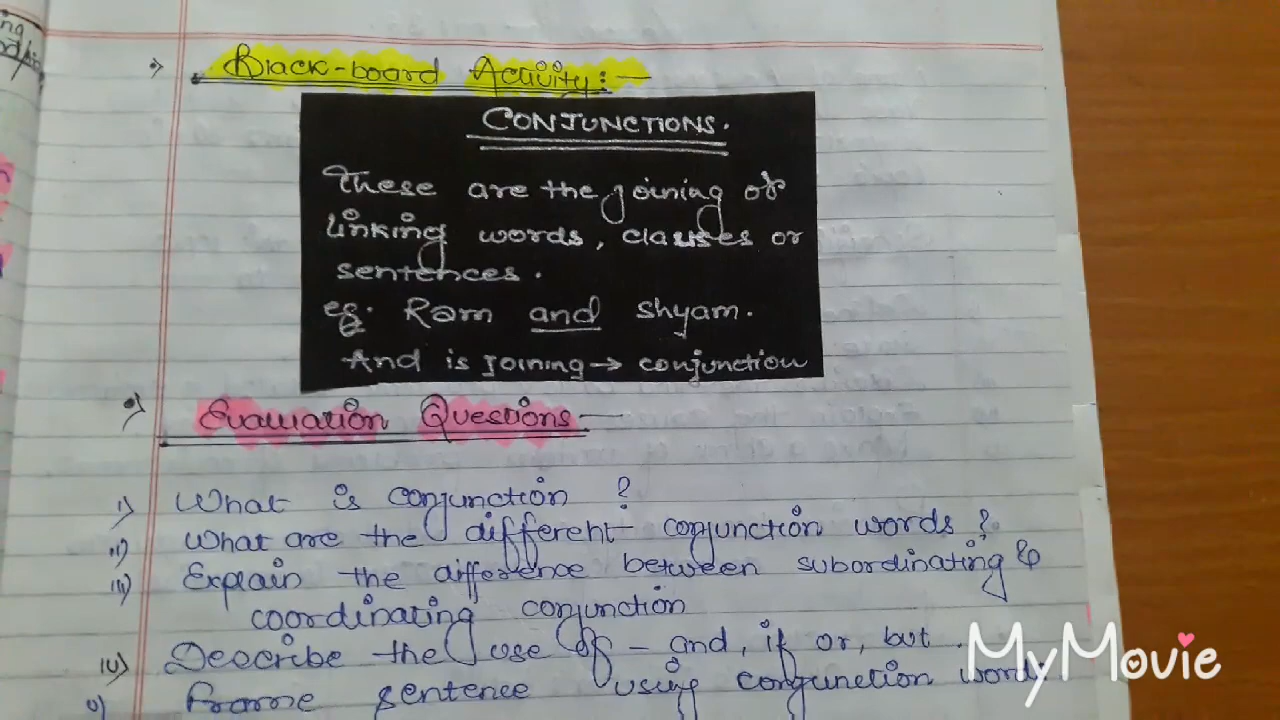 Black-board Activity:-
CONJUNCTIONS.
These are the joining of
linking words, clauses or
sentences.
eg. Ram and shyam.
And is joining → conjunction
Evaluation Questions-
i) What is conjunction ?
ii) What are the different conjunction words ?
iii) Explain the difference between subordinating &
coordinating conjunction
iv) Describe the use of - and, if or, but.
v) Frame sentence using conjunction words.
MyMovie